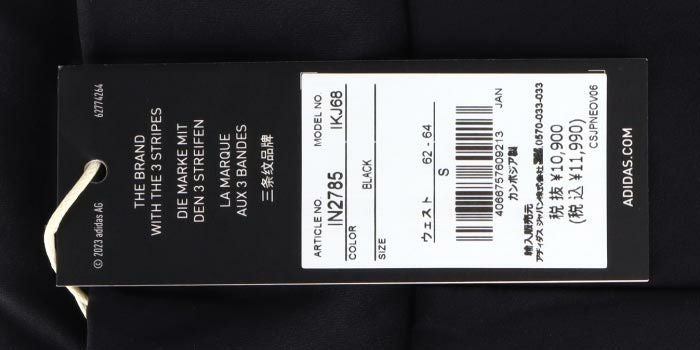 62774264
THE BRAND
WITH THE 3 STRIPES
DIE MARKE MIT
DEN 3 STREIFEN
LA MARQUE
AUX 3 BANDES
三条纹品牌
© 2023 adidas AG
ARTICLE NO. MODEL NO.
IN2785 IKJ68
COLOR
BLACK
SIZE
ウェスト 62 - 64
S
JAN
4066757609213
カンボジア製
輸入販売元
アディダス ジャパン株式会社 0570-033-033
税 抜 ¥10,900
(税 込 ¥11,990)
CSJPNEOV06
ADIDAS.COM